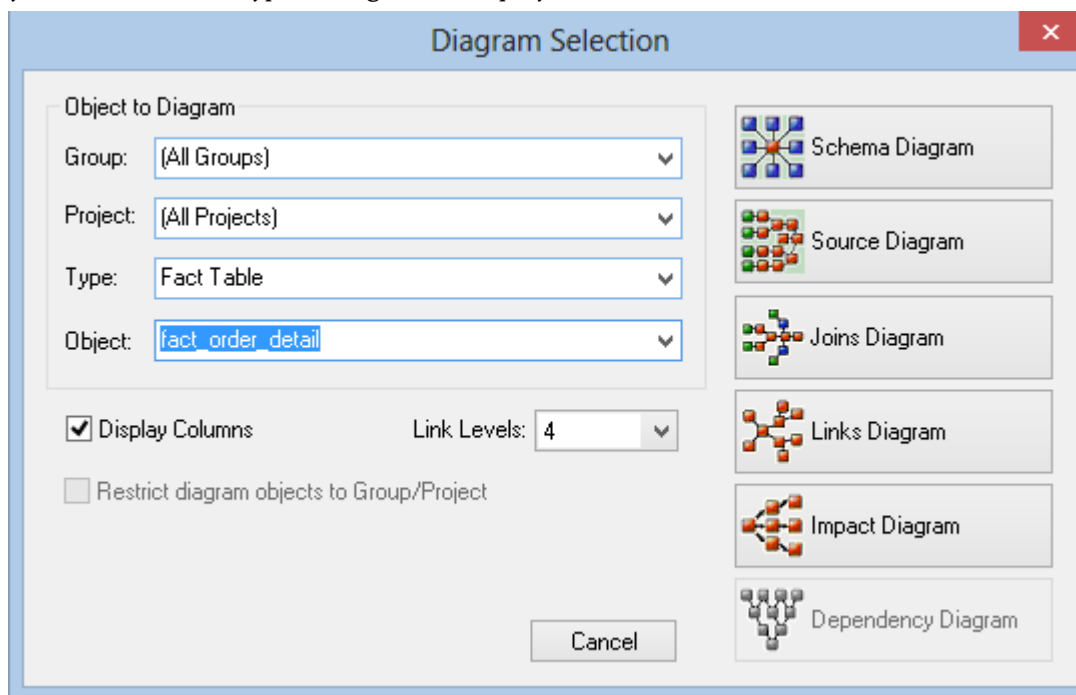 Diagram Selection
Object to Diagram
Group: (All Groups)
Project: (All Projects)
Type: Fact Table
Object: fact_order_detail
Display Columns
Link Levels: 4
Restrict diagram objects to Group/Project
Cancel
Schema Diagram
Source Diagram
Joins Diagram
Links Diagram
Impact Diagram
Dependency Diagram